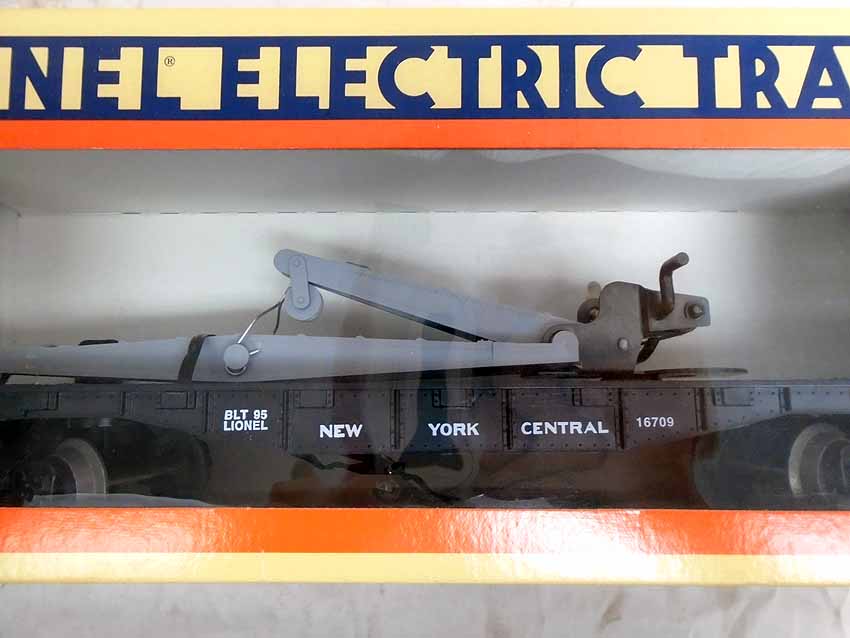 NEL® ELECTRIC TRA
BLT 95
LIONEL
NEW YORK CENTRAL 16709